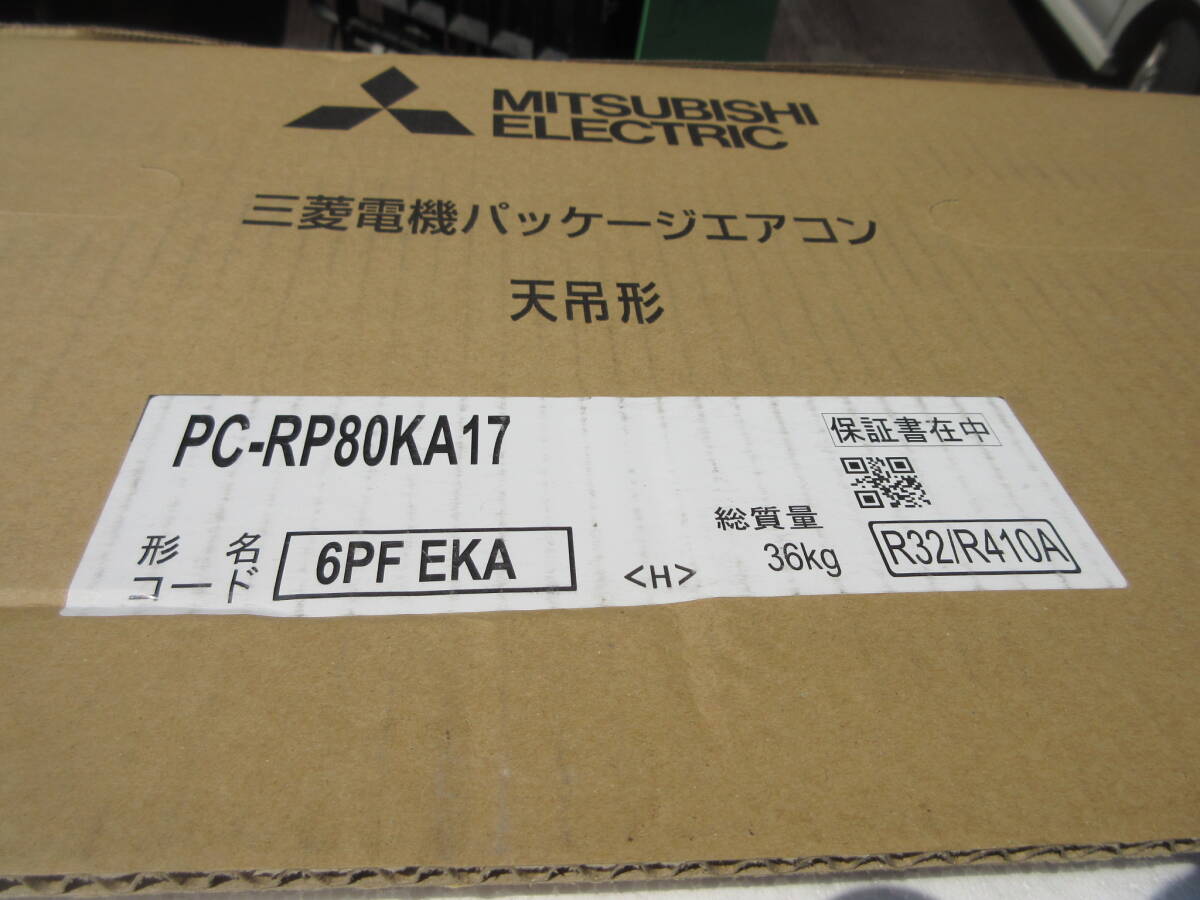 MITSUBISHI
ELECTRIC
三菱電機パッケージエアコン
天吊形
PC-RP80KA17
保証書在中
形名
コード
6PF EKA
<H>
総質量
36kg
R32/R410A